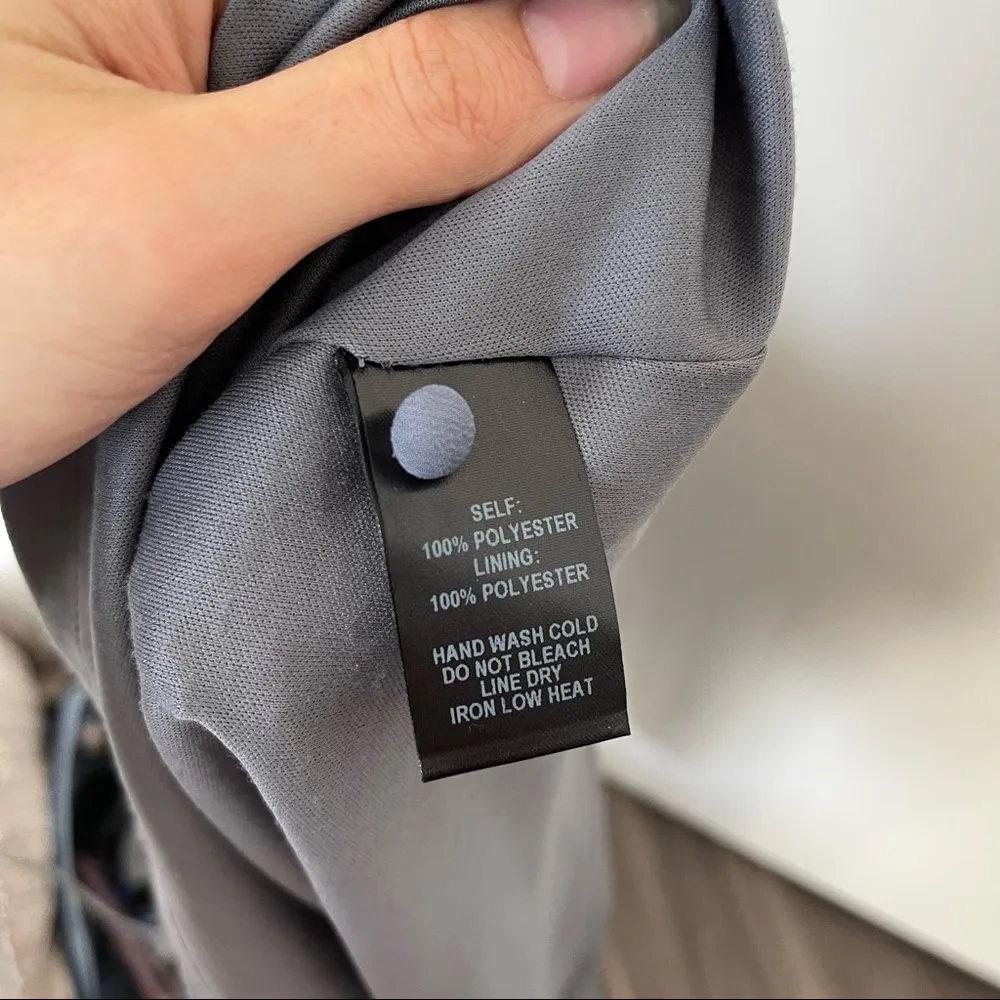 SELF:
100% POLYESTER
LINING:
100% POLYESTER
HAND WASH COLD
DO NOT BLEACH
LINE DRY
IRON LOW HEAT